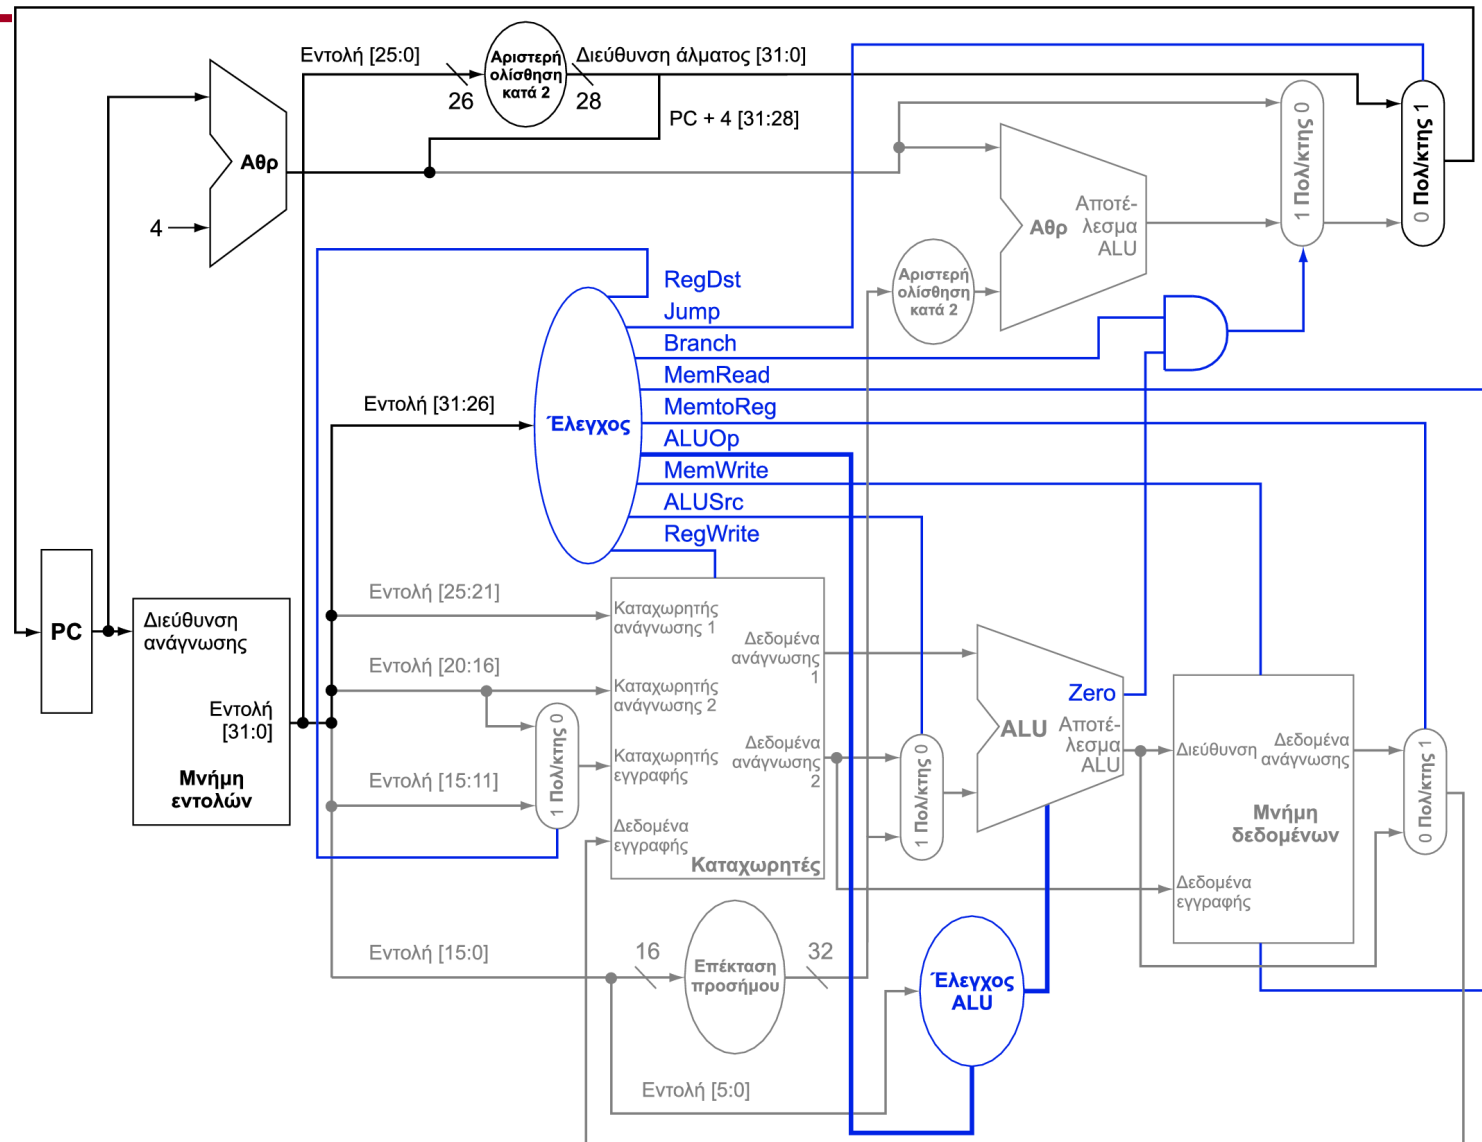 Εντολή [25:0]
26
Αριστερή
ολίσθηση
κατά 2
28
Διεύθυνση άλματος [31:0]
PC + 4 [31:28]
Αθρ
4
1 Πολ/κτης 0
0 Πολ/κτης 1
Αθρ
Αποτέ-
λεσμα
ALU
Αριστερή
ολίσθηση
κατά 2
RegDst
Jump
Branch
MemRead
MemtoReg
ALUOp
MemWrite
ALUSrc
RegWrite
Έλεγχος
Εντολή [31:26]
PC
Διεύθυνση
ανάγνωσης
Εντολή
[31:0]
Μνήμη
εντολών
Εντολή [25:21]
Εντολή [20:16]
Εντολή [15:11]
1 Πολ/κτης 0
Καταχωρητής
ανάγνωσης 1
Καταχωρητής
ανάγνωσης 2
Καταχωρητής
εγγραφής
Δεδομένα
εγγραφής
Δεδομένα
ανάγνωσης
1
Δεδομένα
ανάγνωσης
2
Καταχωρητές
1 Πολ/κτης 0
Zero
ALU
Αποτέ-
λεσμα
ALU
Διεύθυνση
Δεδομένα
ανάγνωσης
Μνήμη
δεδομένων
Δεδομένα
εγγραφής
0 Πολ/κτης 1
Εντολή [15:0]
16
Επέκταση
προσήμου
32
Έλεγχος
ALU
Εντολή [5:0]